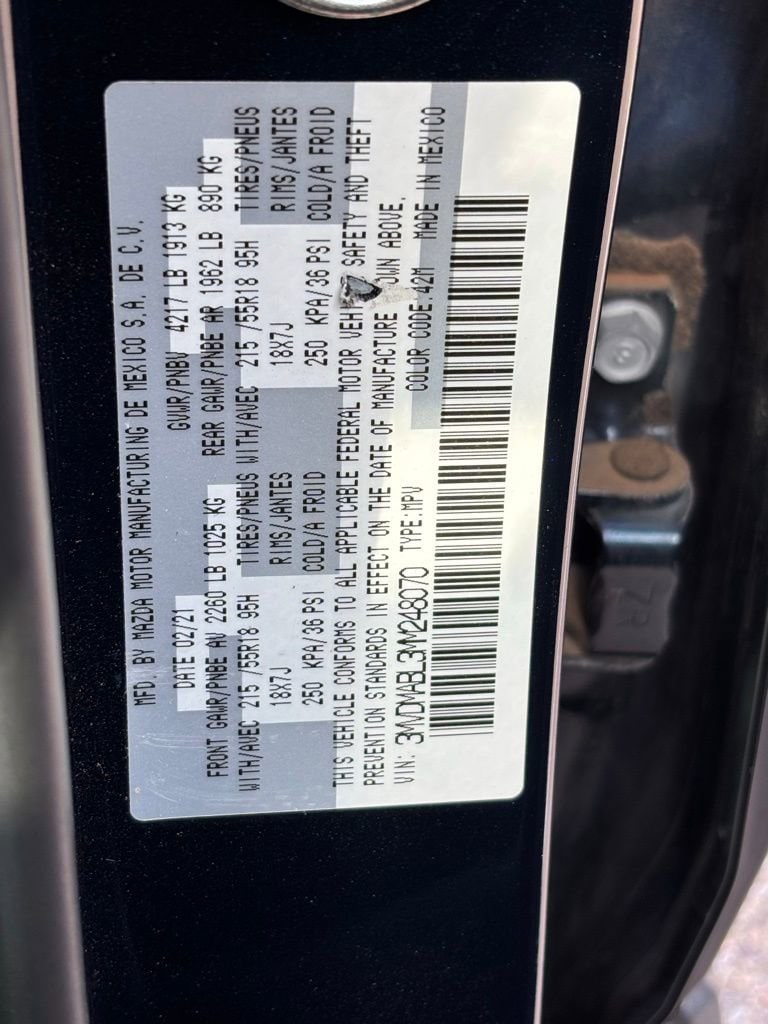 MFD. BY MAZDA MOTOR MANUFACTURING DE MEXICO S.A. DE C.V.
DATE 02/21 GVWR/PNBV 4217 LB 1913 KG
FRONT GAWR/PNBE AV 2260 LB 1025 KG REAR GAWR/PNBE AR 1962 LB 890 KG
WITH/AVEC 215 /55R18 95H TIRES/PNEUS WITH/AVEC 215 /55R18 95H TIRES/PNEUS
18X7J RIMS/JANTES 18X7J RIMS/JANTES
250 KPA/36 PSI COLD/A FROID 250 KPA/36 PSI COLD/A FROID
THIS VEHICLE CONFORMS TO ALL APPLICABLE FEDERAL MOTOR VEH SAFETY AND THEFT
PREVENTION STANDARDS IN EFFECT ON THE DATE OF MANUFACTURE OWN ABOVE.
VIN: 3MVDMABL3MM248070 TYPE:MPV COLOR CODE:42M MADE IN MEXICO
7R